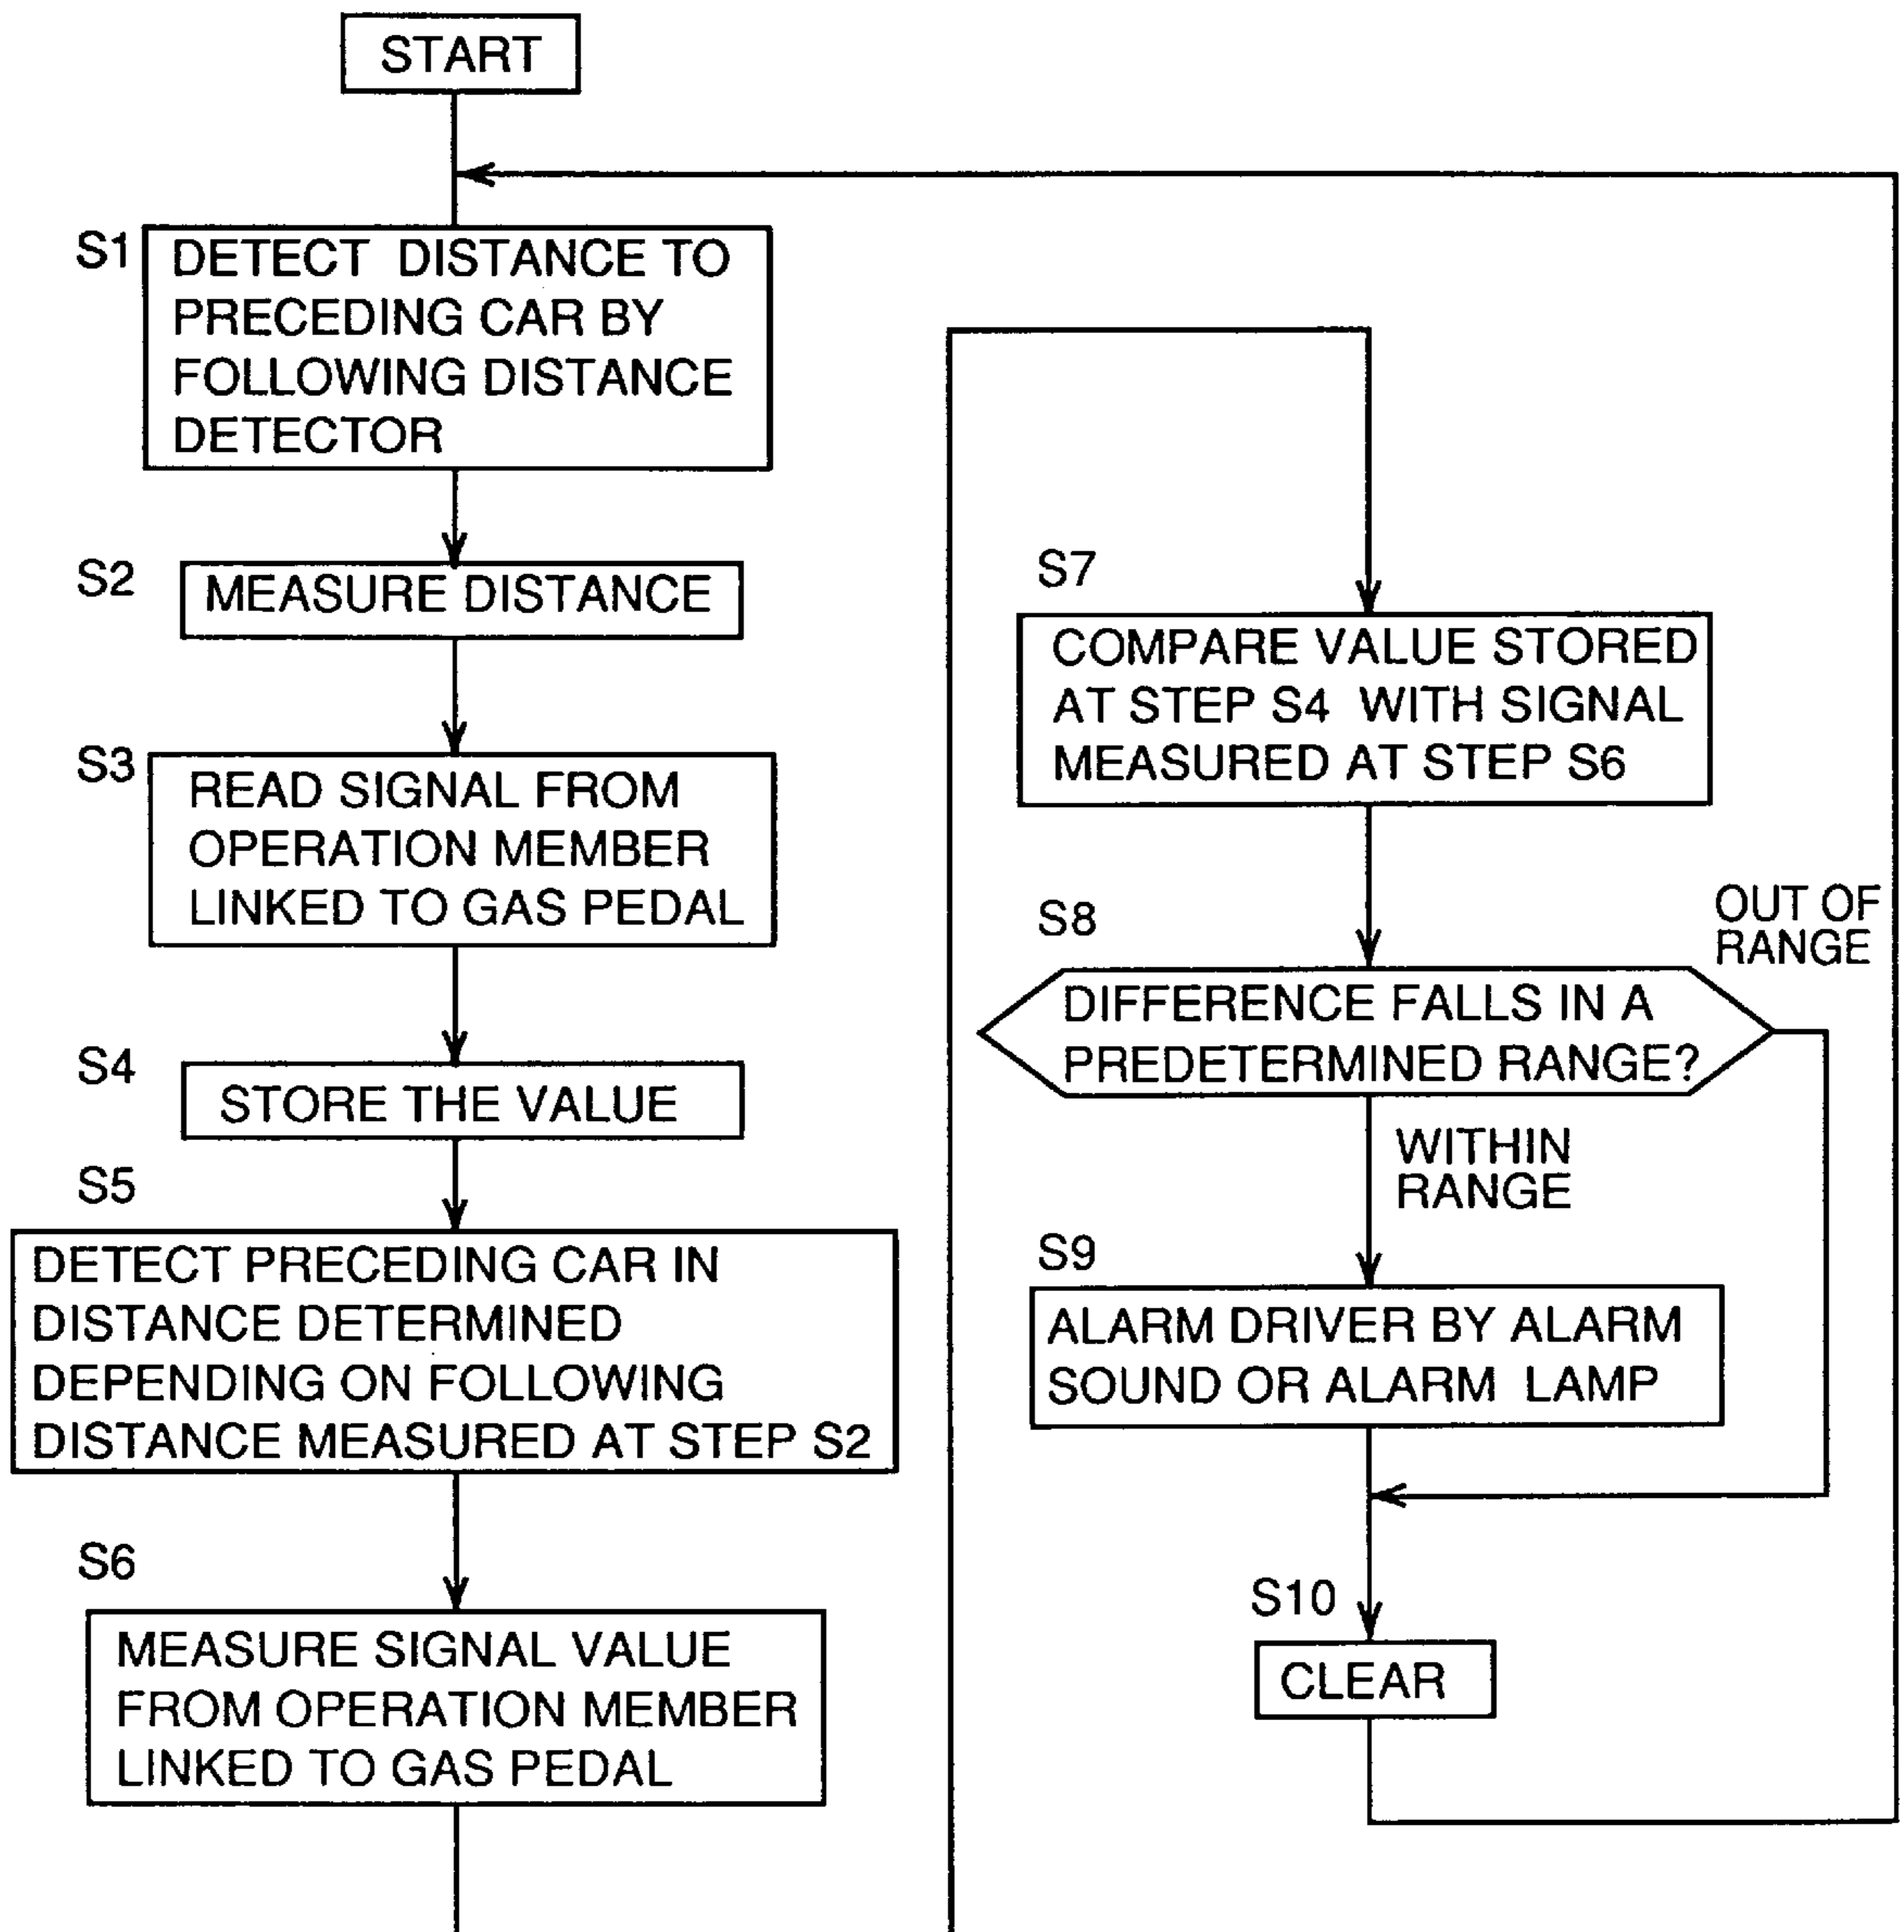 START
S1
DETECT DISTANCE TO
PRECEDING CAR BY
FOLLOWING DISTANCE
DETECTOR
S2
MEASURE DISTANCE
S3
READ SIGNAL FROM
OPERATION MEMBER
LINKED TO GAS PEDAL
S4
STORE THE VALUE
S5
DETECT PRECEDING CAR IN
DISTANCE DETERMINED
DEPENDING ON FOLLOWING
DISTANCE MEASURED AT STEP S2
S6
MEASURE SIGNAL VALUE
FROM OPERATION MEMBER
LINKED TO GAS PEDAL
S7
COMPARE VALUE STORED
AT STEP S4 WITH SIGNAL
MEASURED AT STEP S6
S8
DIFFERENCE FALLS IN A
PREDETERMINED RANGE?
OUT OF
RANGE
WITHIN
RANGE
S9
ALARM DRIVER BY ALARM
SOUND OR ALARM LAMP
S10
CLEAR